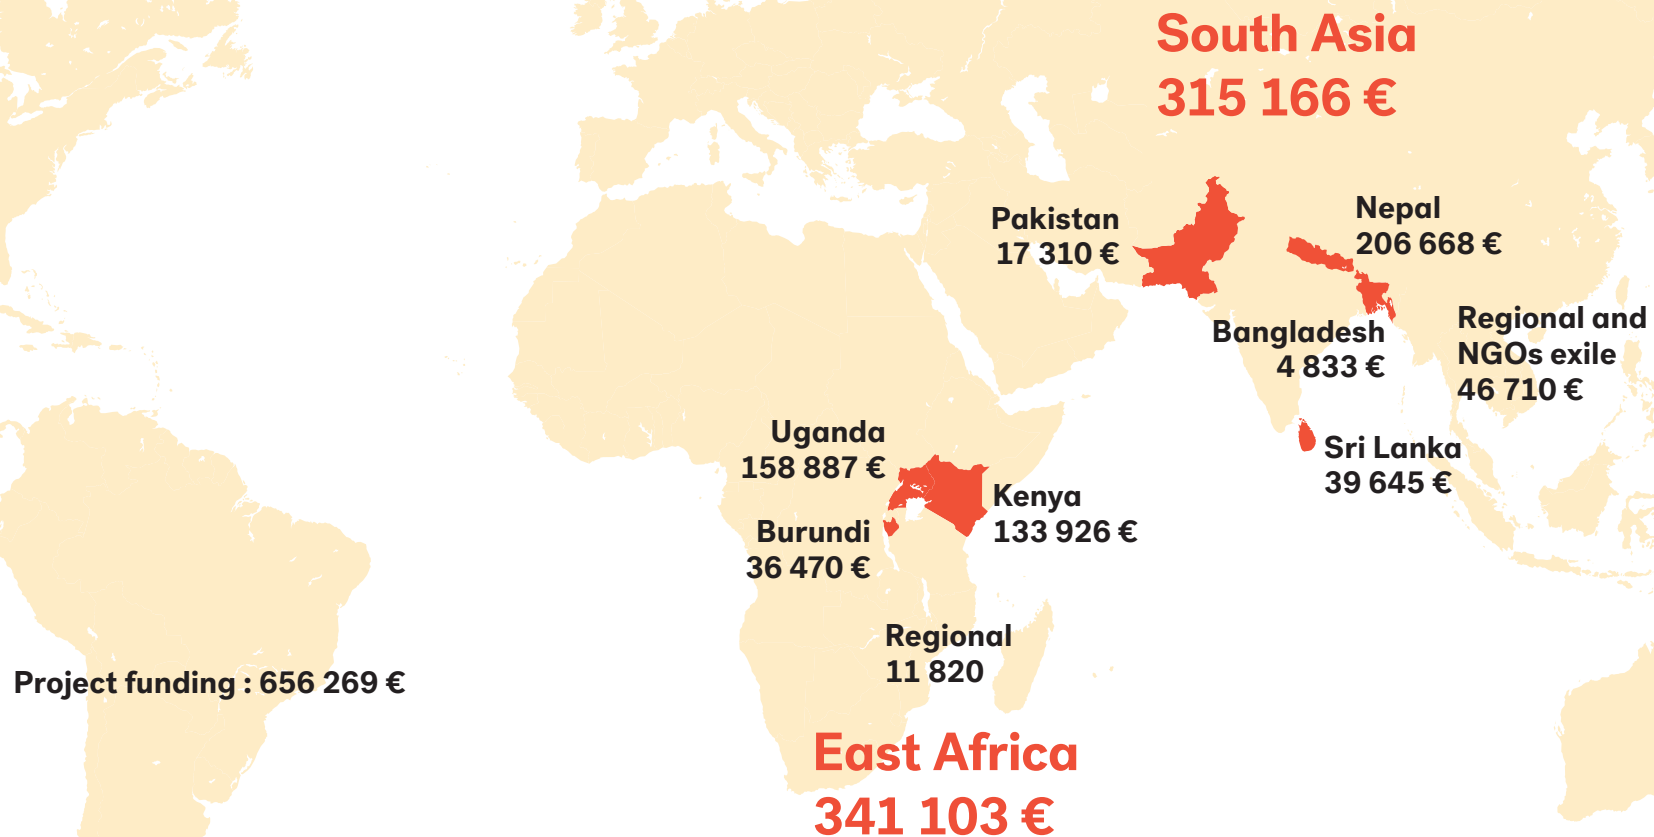 South Asia
315 166 €
Pakistan
17 310 €
Nepal
206 668 €
Bangladesh
4 833 €
Regional and
NGOs exile
46 710 €
Sri Lanka
39 645 €
Uganda
158 887 €
Kenya
133 926 €
Burundi
36 470 €
Regional
11 820
Project funding : 656 269 €
East Africa
341 103 €